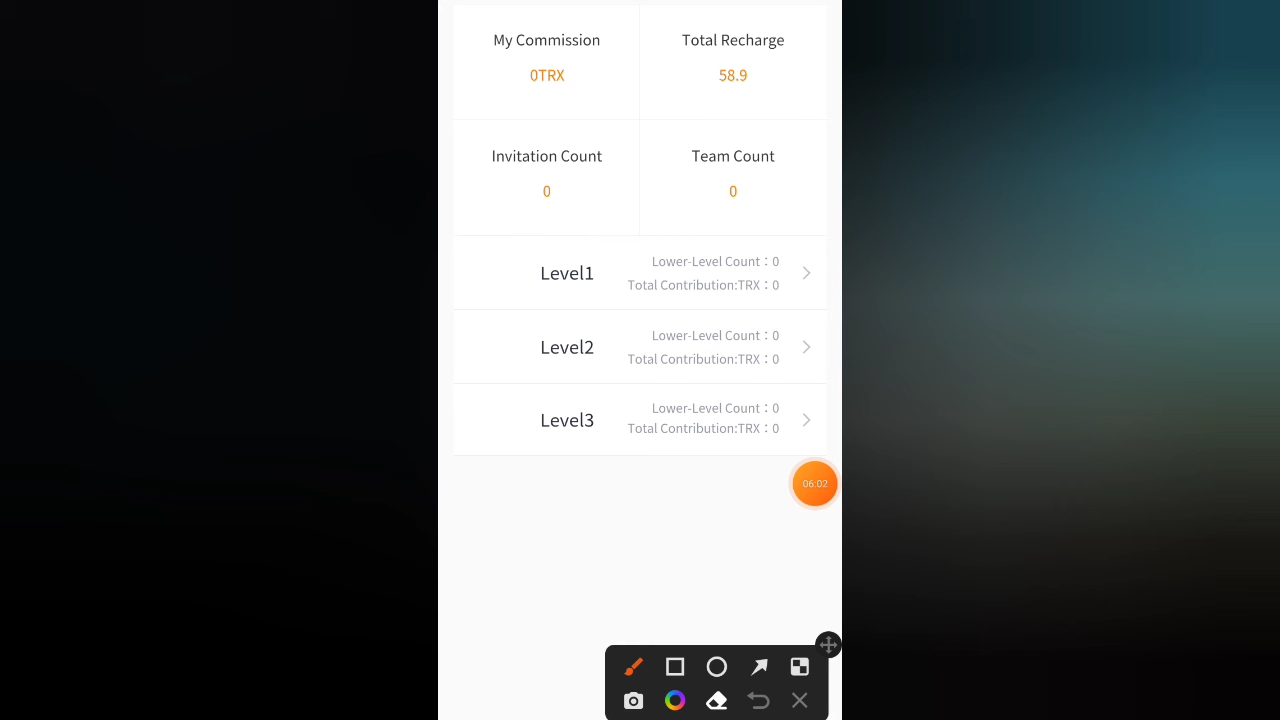 My Commission
Total Recharge
0TRX
58.9
Invitation Count
Team Count
0
0
Level1
Lower-Level Count：0
Total Contribution:TRX：0
Level2
Lower-Level Count：0
Total Contribution:TRX：0
Level3
Lower-Level Count：0
Total Contribution:TRX：0
06:02